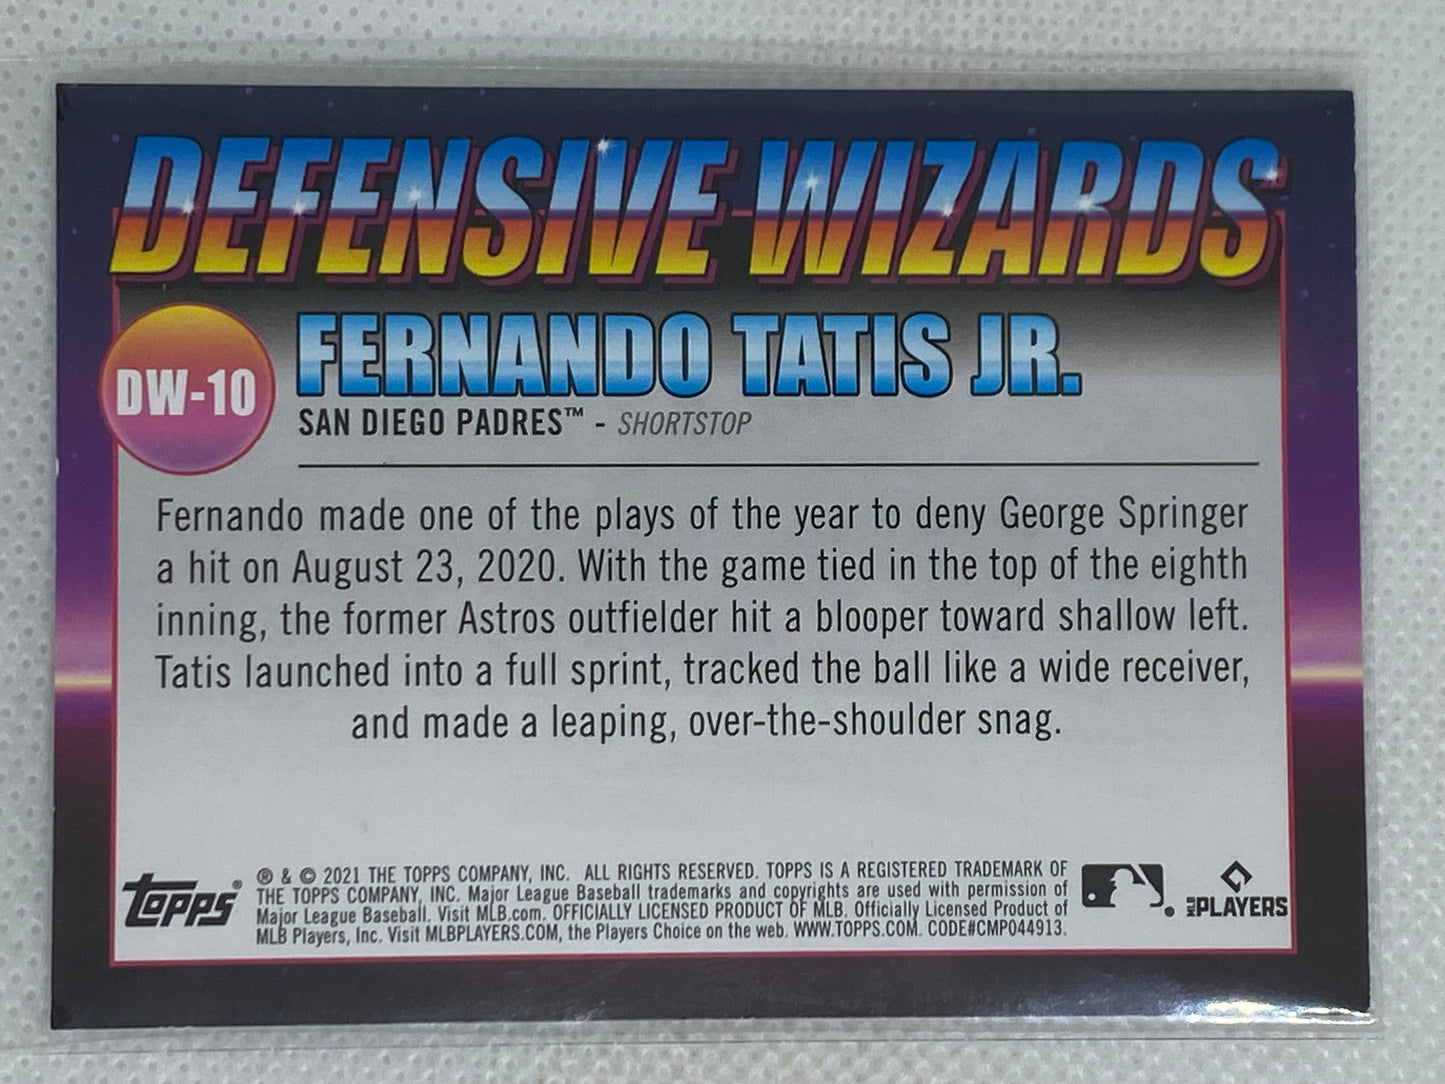 DEFENSIVE WIZARDS
DW-10
FERNANDO TATIS JR.
SAN DIEGO PADRES™ - SHORTSTOP
Fernando made one of the plays of the year to deny George Springer
a hit on August 23, 2020. With the game tied in the top of the eighth
inning, the former Astros outfielder hit a blooper toward shallow left.
Tatis launched into a full sprint, tracked the ball like a wide receiver,
and made a leaping, over-the-shoulder snag.
Topps®
® & © 2021 THE TOPPS COMPANY, INC. ALL RIGHTS RESERVED. TOPPS IS A REGISTERED TRADEMARK OF
THE TOPPS COMPANY, INC. Major League Baseball trademarks and copyrights are used with permission of
Major League Baseball. Visit MLB.com. OFFICIALLY LICENSED PRODUCT OF MLB. Officially Licensed Product of
MLB Players, Inc. Visit MLBPLAYERS.COM, the Players Choice on the web. WWW.TOPPS.COM. CODE#CMP044913.
MLB PLAYERS